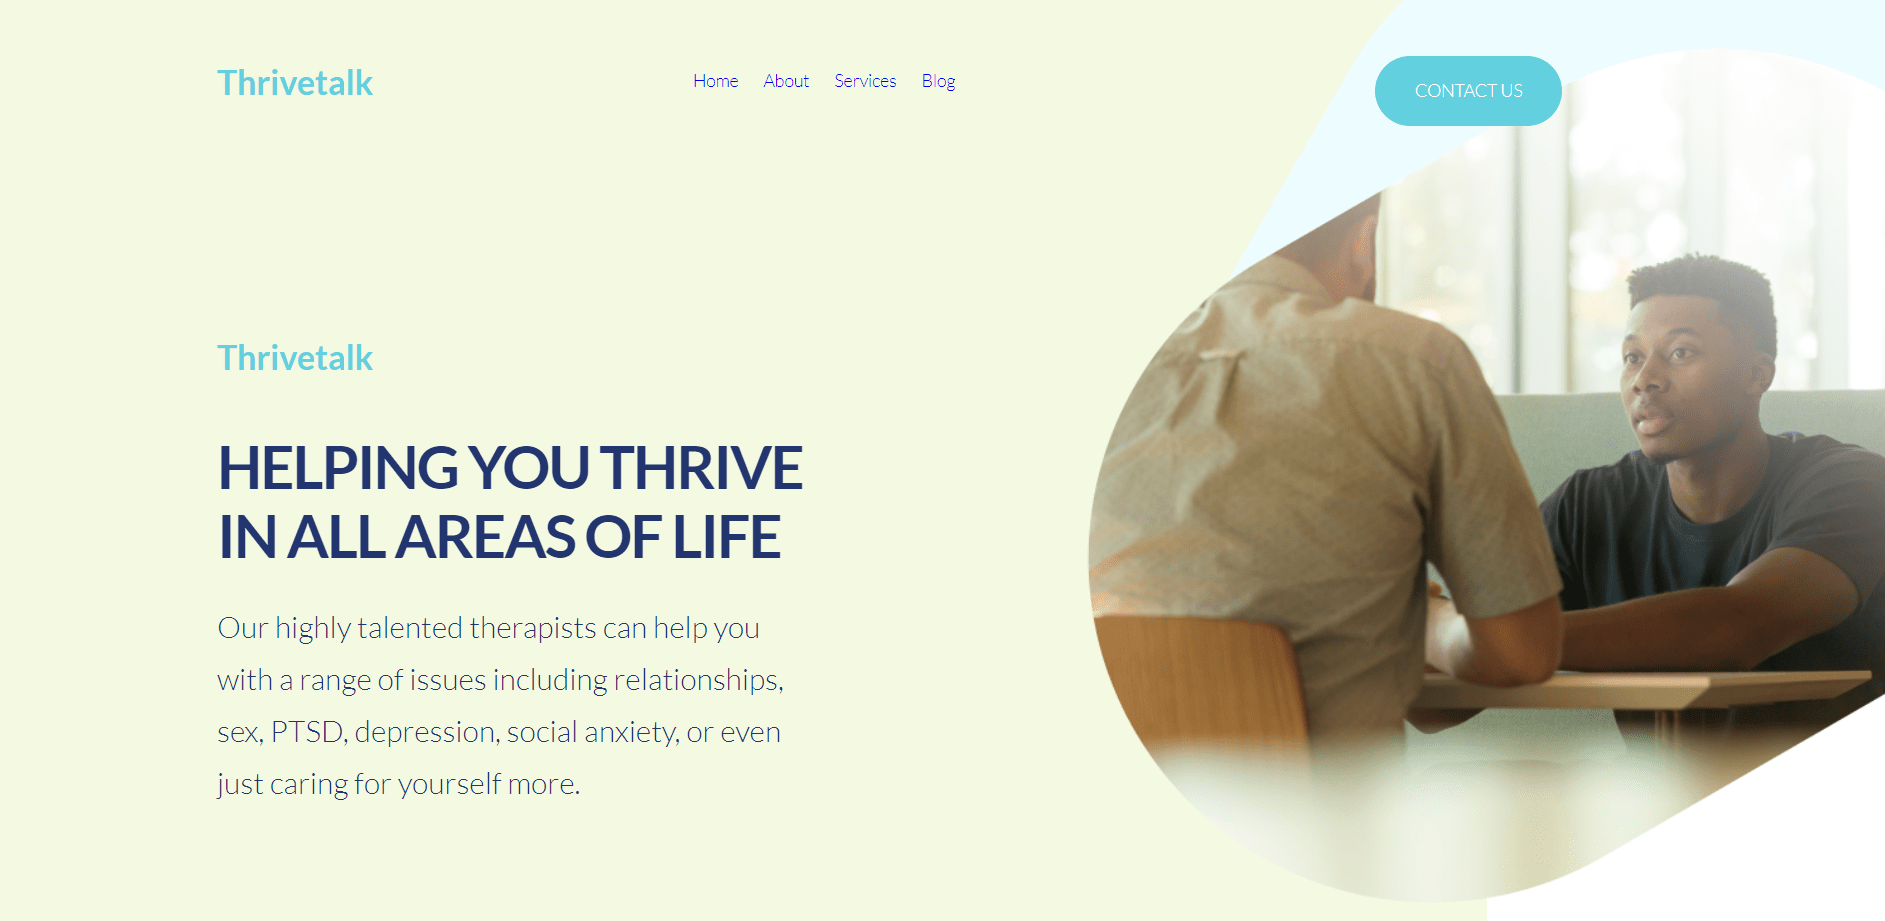 Thrivetalk
Home About Services Blog
CONTACT US
Thrivetalk
HELPING YOU THRIVE
IN ALL AREAS OF LIFE
Our highly talented therapists can help you
with a range of issues including relationships,
sex, PTSD, depression, social anxiety, or even
just caring for yourself more.